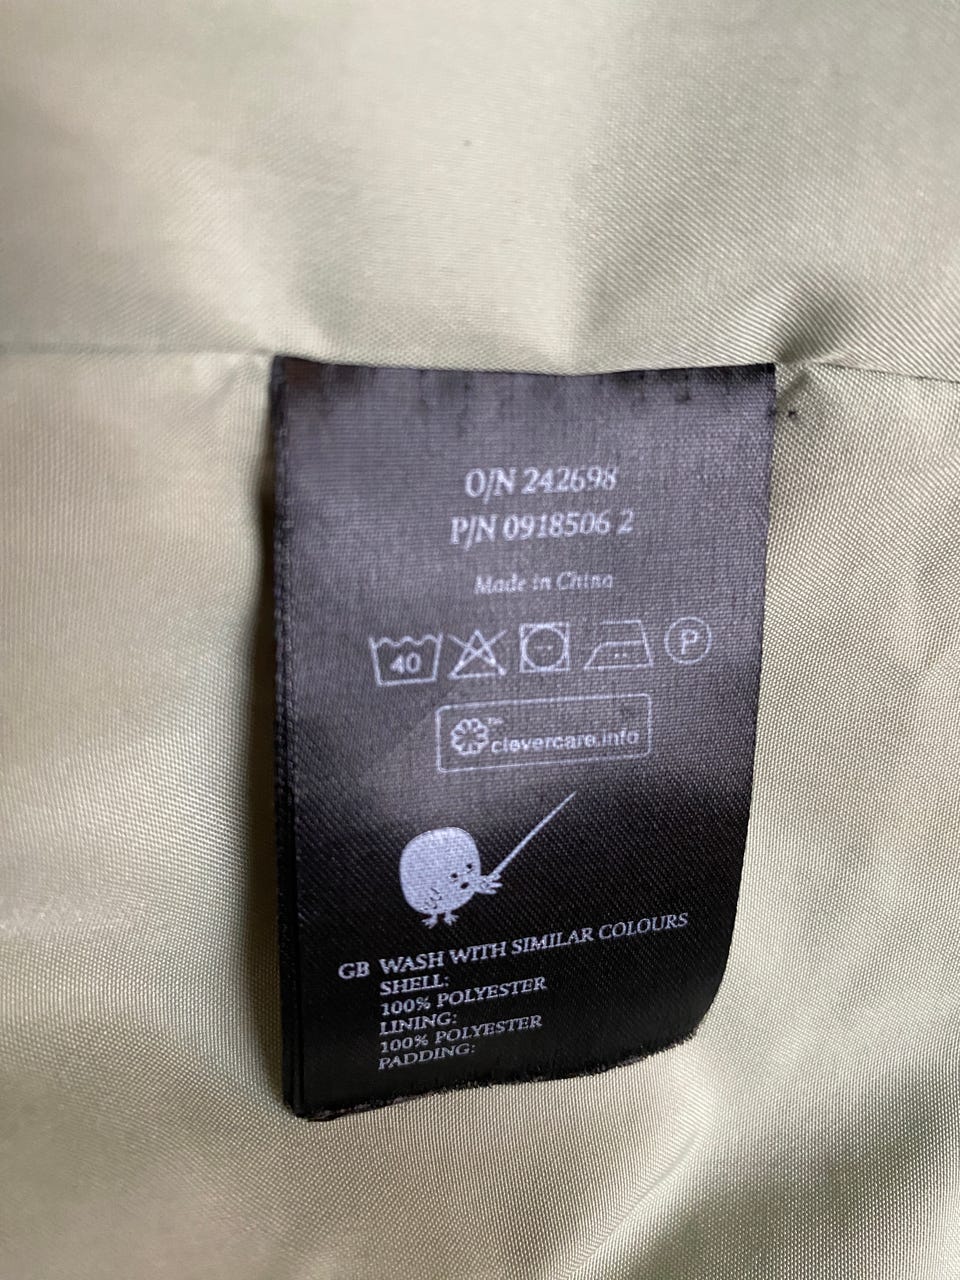 O/N 242698
P/N 0918506 2
Made in China
40 P
™ clevercare.info
GB WASH WITH SIMILAR COLOURS
SHELL:
100% POLYESTER
LINING:
100% POLYESTER
PADDING: